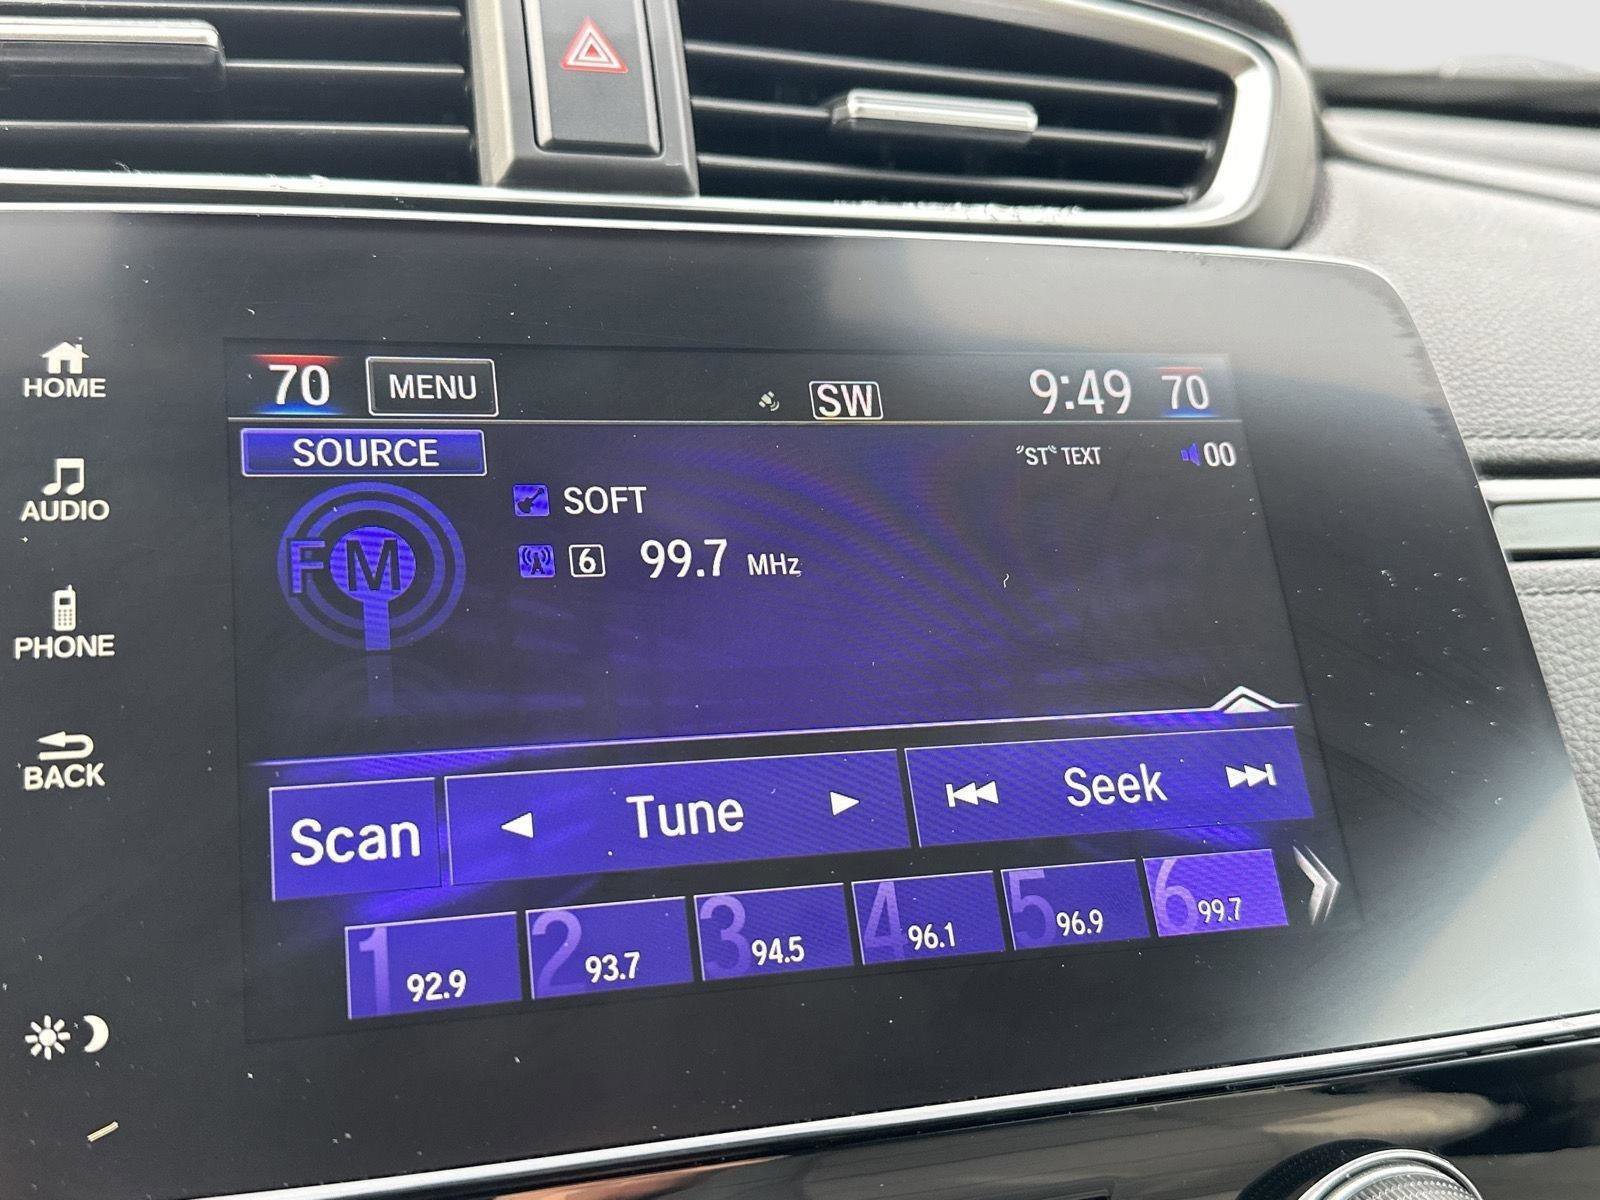 HOME
AUDIO
PHONE
BACK
70 MENU SW 9:49 70
SOURCE "ST" TEXT 00
FM
SOFT
6 99.7 MHz
Scan Tune Seek
1 92.9 2 93.7 3 94.5 4 96.1 5 96.9 6 99.7